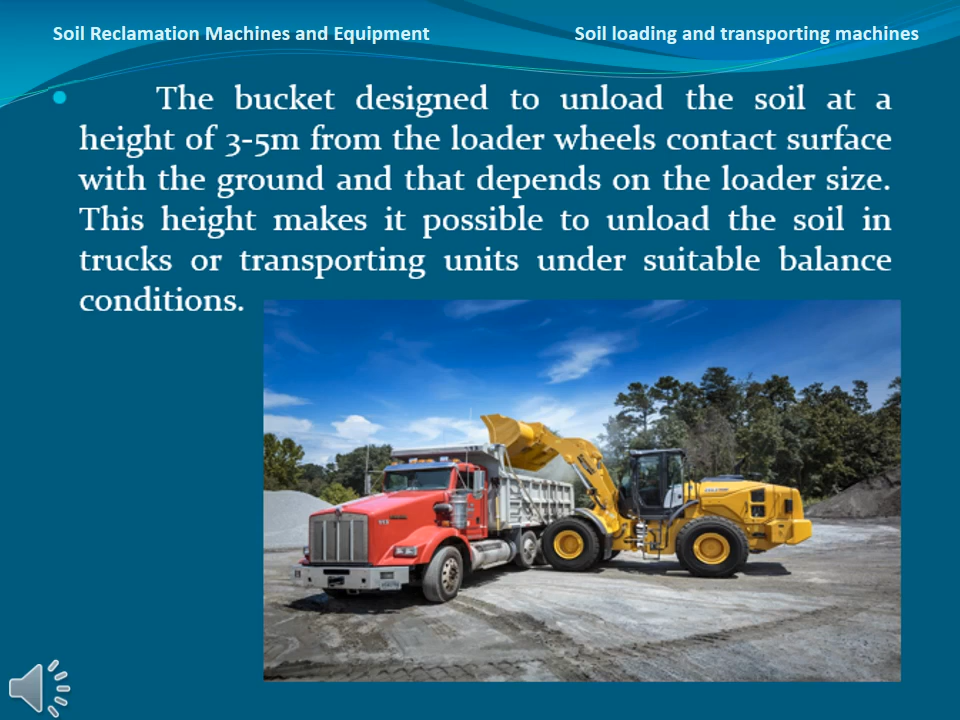 Soil Reclamation Machines and Equipment
Soil loading and transporting machines
The bucket designed to unload the soil at a
height of 3-5m from the loader wheels contact surface
with the ground and that depends on the loader size.
This height makes it possible to unload the soil in
trucks or transporting units under suitable balance
conditions.